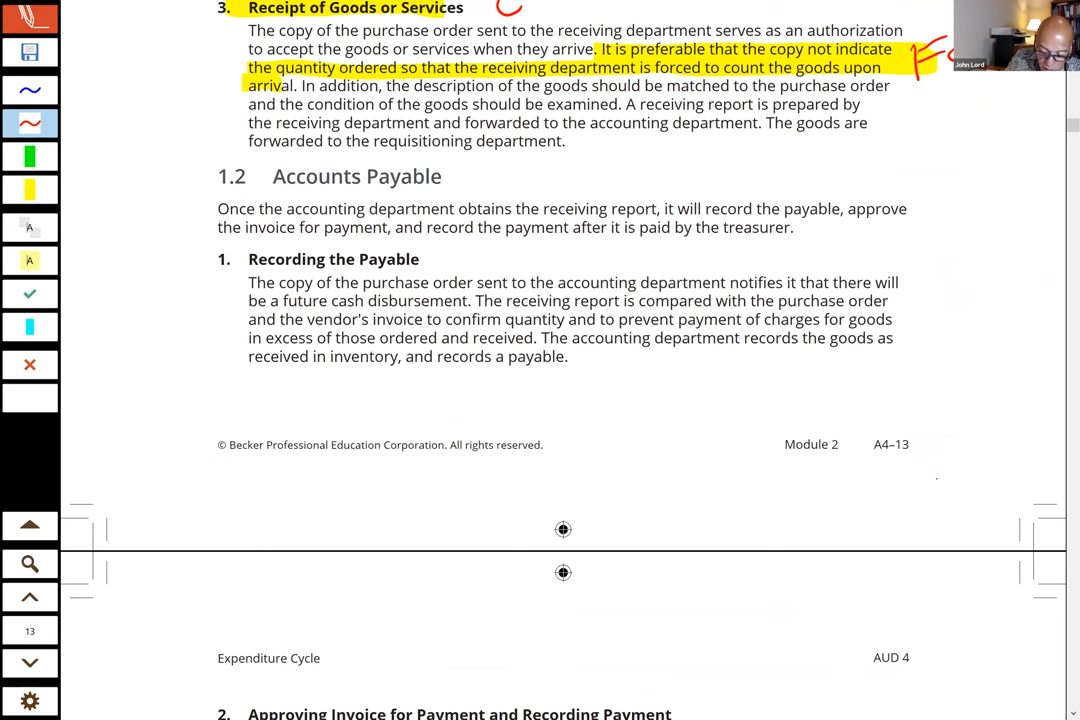 3. Receipt of Goods or Services
The copy of the purchase order sent to the receiving department serves as an authorization
to accept the goods or services when they arrive. It is preferable that the copy not indicate
the quantity ordered so that the receiving department is forced to count the goods upon
arrival. In addition, the description of the goods should be matched to the purchase order
and the condition of the goods should be examined. A receiving report is prepared by
the receiving department and forwarded to the accounting department. The goods are
forwarded to the requisitioning department.
John Lord
1.2 Accounts Payable
Once the accounting department obtains the receiving report, it will record the payable, approve
the invoice for payment, and record the payment after it is paid by the treasurer.
1. Recording the Payable
The copy of the purchase order sent to the accounting department notifies it that there will
be a future cash disbursement. The receiving report is compared with the purchase order
and the vendor's invoice to confirm quantity and to prevent payment of charges for goods
in excess of those ordered and received. The accounting department records the goods as
received in inventory, and records a payable.
© Becker Professional Education Corporation. All rights reserved.
Module 2 A4–13
13
Expenditure Cycle
AUD 4
2. Approving Invoice for Payment and Recording Payment